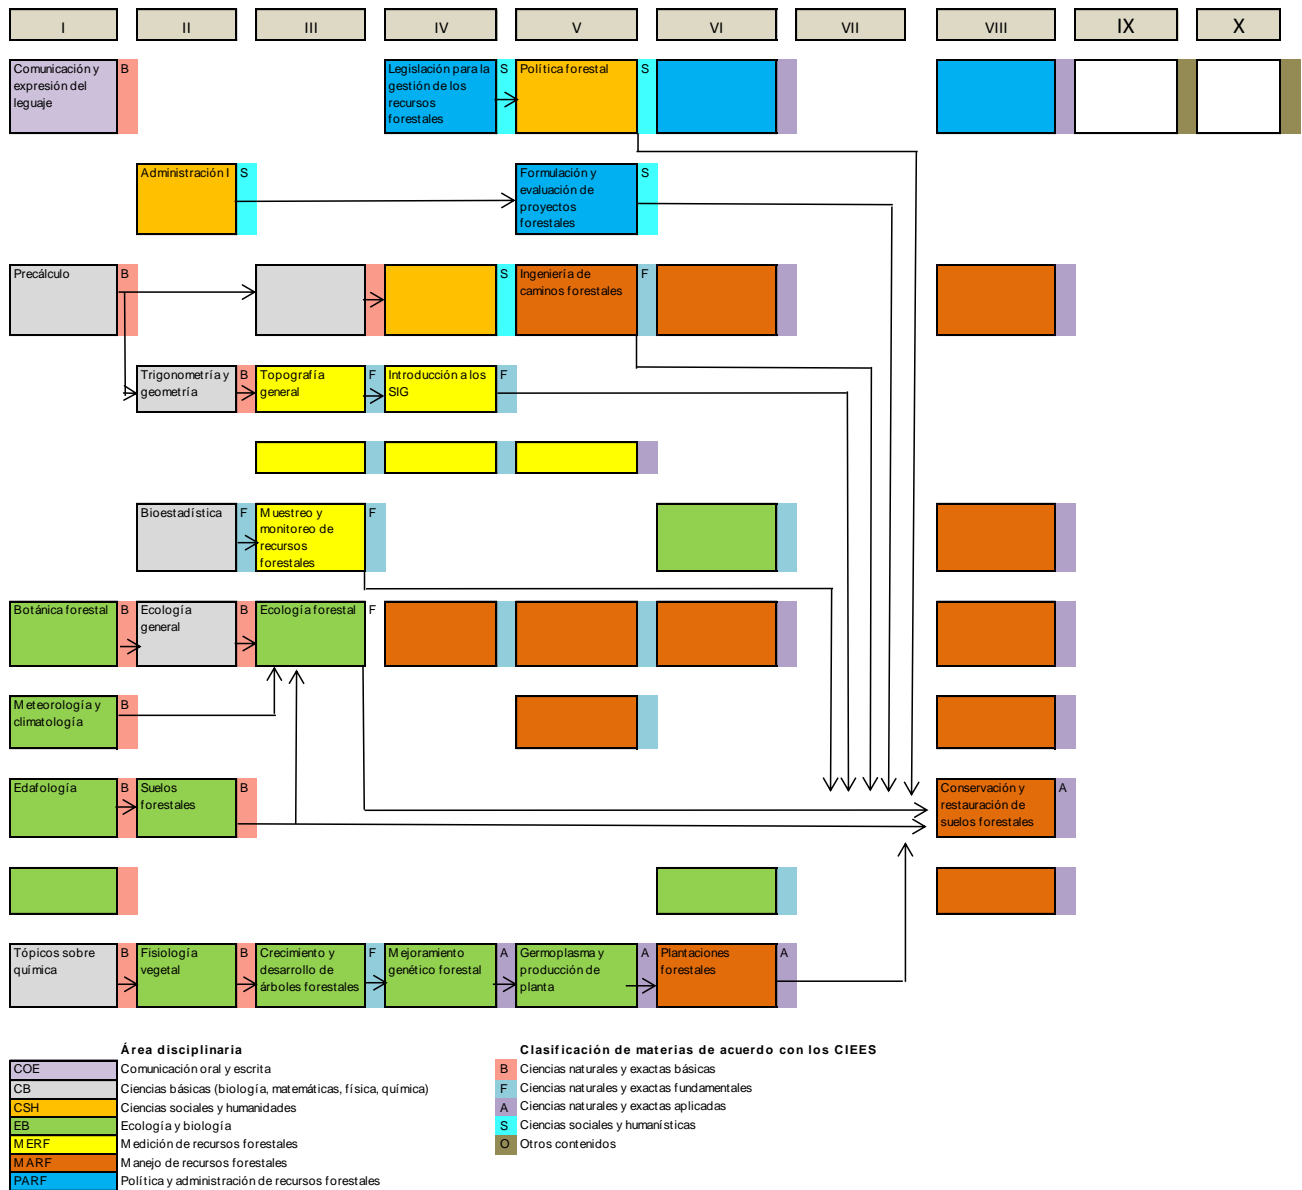 I II III IV V VI VII VIII IX X
Comunicación y
expresión del
leguaje
B
Legislación para la
gestión de los
recursos
forestales
S
Política forestal
S
Administración I
S
Formulación y
evaluación de
proyectos
forestales
S
Precálculo
B
S
Ingeniería de
caminos forestales
F
Trigonometría y
geometría
B
Topografía
general
F
Introducción a los
SIG
F
Bioestadística
F
Muestreo y
monitoreo de
recursos
forestales
F
Botánica forestal
B
Ecología
general
B
Ecología forestal
F
Meteorología y
climatología
B
Edafología
B
Suelos
forestales
B
Conservación y
restauración de
suelos forestales
A
Tópicos sobre
química
B
Fisiología
vegetal
B
Crecimiento y
desarrollo de
árboles forestales
F
Mejoramiento
genético forestal
A
Germoplasma y
producción de
planta
A
Plantaciones
forestales
A
Área disciplinaria
COE Comunicación oral y escrita
CB Ciencias básicas (biología, matemáticas, física, química)
CSH Ciencias sociales y humanidades
EB Ecología y biología
MERF Medición de recursos forestales
MARF Manejo de recursos forestales
PARF Política y administración de recursos forestales
Clasificación de materias de acuerdo con los CIEES
B Ciencias naturales y exactas básicas
F Ciencias naturales y exactas fundamentales
A Ciencias naturales y exactas aplicadas
S Ciencias sociales y humanísticas
O Otros contenidos